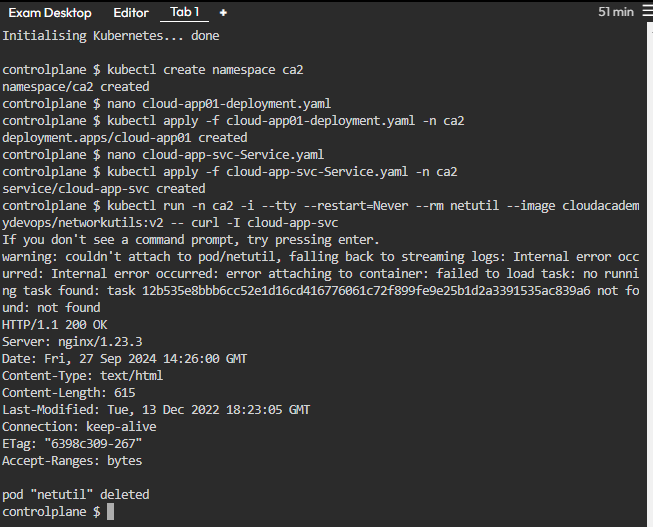 Exam Desktop Editor Tab 1 + 51 min
Initialising Kubernetes... done
controlplane $ kubectl create namespace ca2
namespace/ca2 created
controlplane $ nano cloud-app01-deployment.yaml
controlplane $ kubectl apply -f cloud-app01-deployment.yaml -n ca2
deployment.apps/cloud-app01 created
controlplane $ nano cloud-app-svc-Service.yaml
controlplane $ kubectl apply -f cloud-app-svc-Service.yaml -n ca2
service/cloud-app-svc created
controlplane $ kubectl run -n ca2 -i --tty --restart=Never --rm netutil --image cloudacadem
ydevops/networkutils:v2 -- curl -I cloud-app-svc
If you don't see a command prompt, try pressing enter.
warning: couldn't attach to pod/netutil, falling back to streaming logs: Internal error occ
urred: Internal error occurred: error attaching to container: failed to load task: no runni
ng task found: task 12b535e8bbb6cc52e1d16cd416776061c72f899fe9e25b1d2a3391535ac839a6 not fo
und: not found
HTTP/1.1 200 OK
Server: nginx/1.23.3
Date: Fri, 27 Sep 2024 14:26:00 GMT
Content-Type: text/html
Content-Length: 615
Last-Modified: Tue, 13 Dec 2022 18:23:05 GMT
Connection: keep-alive
ETag: "6398c309-267"
Accept-Ranges: bytes
pod "netutil" deleted
controlplane $